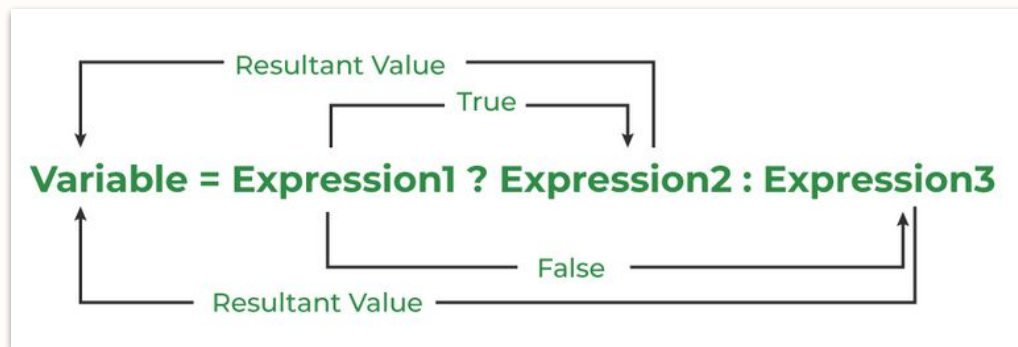 Resultant Value
True
Variable = Expression1 ? Expression2 : Expression3
False
Resultant Value